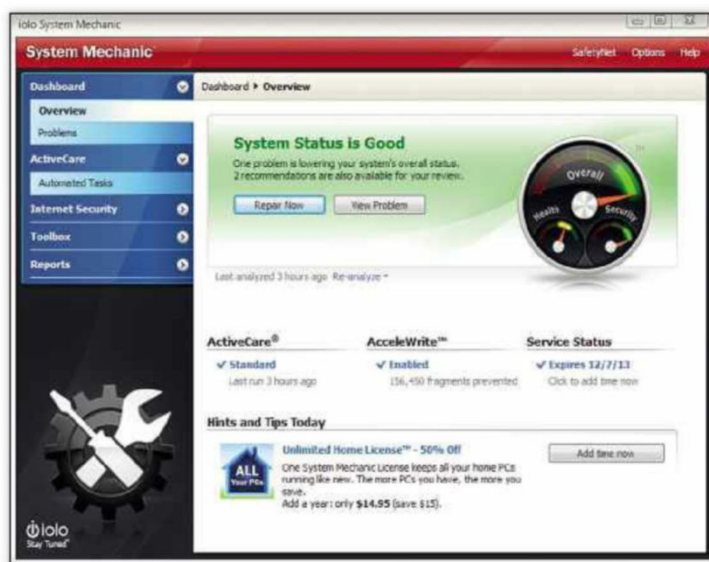 iolo System Mechanic
System Mechanic
SafetyNet Options Help
Dashboard
Overview
Problems
ActiveCare
Automated Tasks
Internet Security
Toolbox
Reports
Dashboard ▸ Overview
System Status is Good
One problem is lowering your system's overall status.
2 recommendations are also available for your review.
Repair Now
View Problem
Overall
Health
Security
TM
Last analyzed 3 hours ago Re-analyze
ActiveCare®
✓ Standard
Last run 3 hours ago
AcceleWrite™
✓ Enabled
156,450 fragments prevented
Service Status
✓ Expires 12/7/13
Click to add time now
Hints and Tips Today
ALL
Your PCs
Unlimited Home License™ - 50% Off
One System Mechanic License keeps all your home PCs
running like new. The more PCs you have, the more you
save.
Add a year: only $14.95 (save $15).
Add time now
iolo
Stay Tuned®